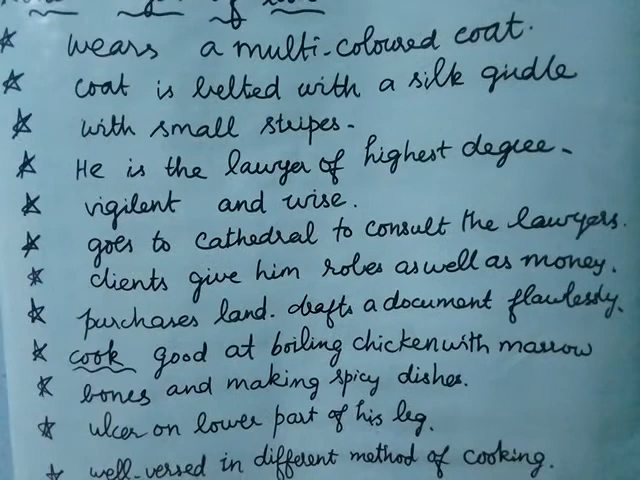 wears a multi-coloured coat.
coat is belted with a silk girdle
with small stripes-
He is the lawyer of highest degree-
vigilent and wise.
goes to Cathedral to consult the lawyers.
clients give him robes as well as money.
purchases land. drafts a document flawlessly.
cook good at boiling chicken with marrow
bones and making spicy dishes.
ulcer on lower part of his leg.
well-versed in different method of cooking.